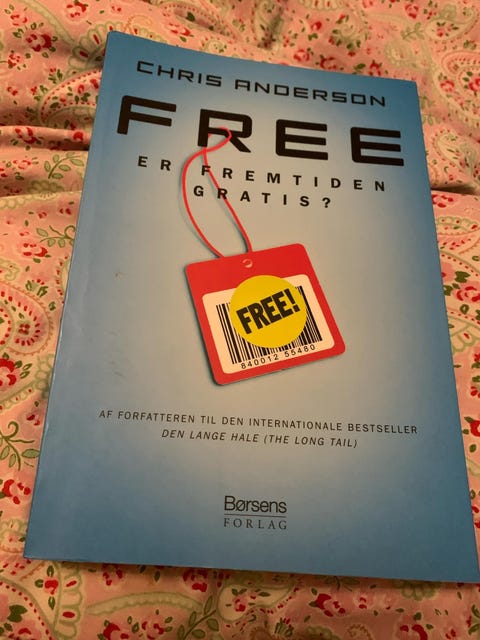 CHRIS ANDERSON
FREE
ER FREMTIDEN
GRATIS?
FREE!
840012 55480
AF FORFATTEREN TIL DEN INTERNATIONALE BESTSELLER
DEN LANGE HALE (THE LONG TAIL)
Børsens
FORLAG